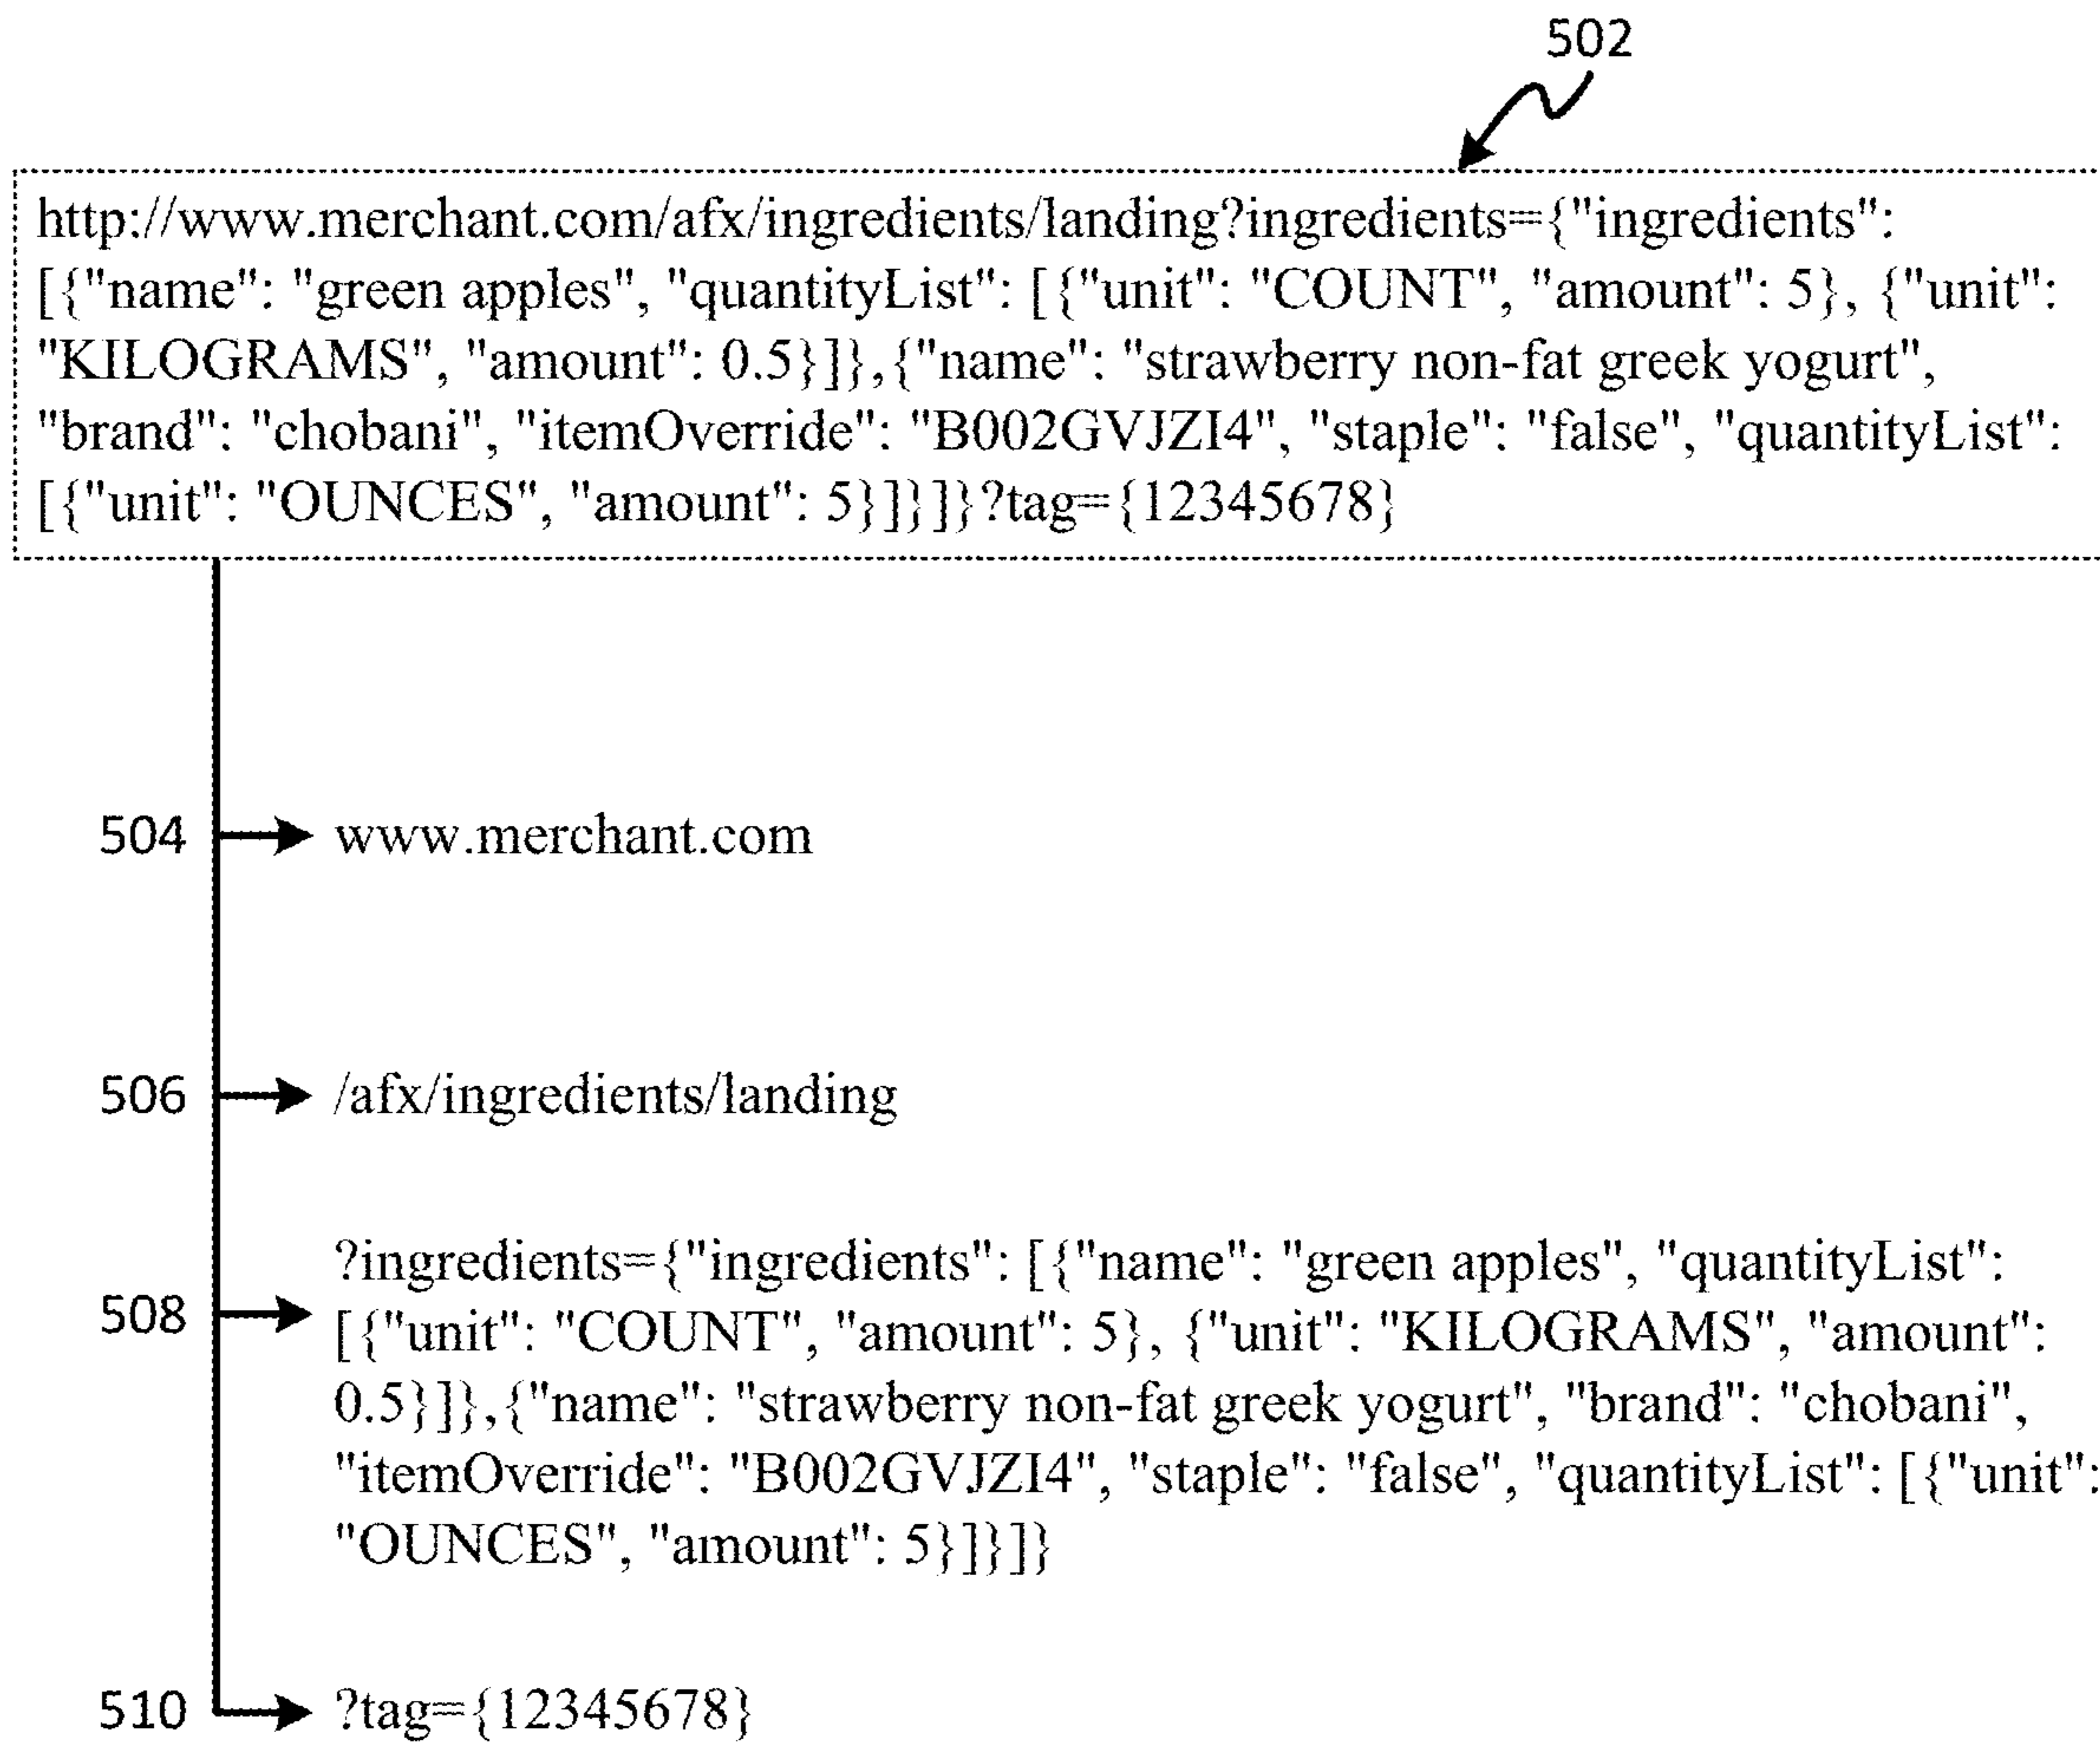 502
http://www.merchant.com/afx/ingredients/landing?ingredients={"ingredients":
[{"name": "green apples", "quantityList": [{"unit": "COUNT", "amount": 5}, {"unit":
"KILOGRAMS", "amount": 0.5}]},{"name": "strawberry non-fat greek yogurt",
"brand": "chobani", "itemOverride": "B002GVJZI4", "staple": "false", "quantityList":
[{"unit": "OUNCES", "amount": 5}]}]}?tag={12345678}
504 www.merchant.com
506 /afx/ingredients/landing
?ingredients={"ingredients": [{"name": "green apples", "quantityList":
508 [{"unit": "COUNT", "amount": 5}, {"unit": "KILOGRAMS", "amount":
0.5}]},{"name": "strawberry non-fat greek yogurt", "brand": "chobani",
"itemOverride": "B002GVJZI4", "staple": "false", "quantityList": [{"unit":
"OUNCES", "amount": 5}]}]}
510 ?tag={12345678}